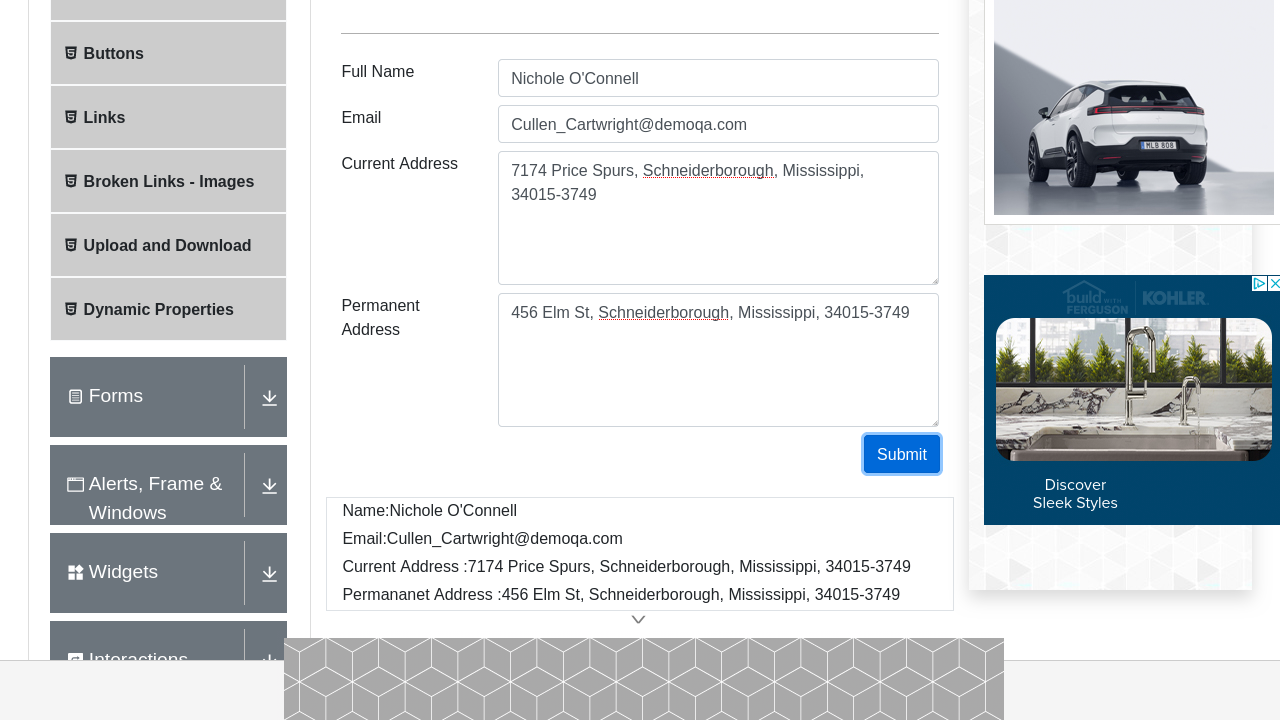 Buttons
Links
Broken Links - Images
Upload and Download
Dynamic Properties
Forms
Alerts, Frame &
Windows
Widgets
Interactions
Full Name
Nichole O'Connell
Email
Cullen_Cartwright@demoqa.com
Current Address
7174 Price Spurs, Schneiderborough, Mississippi,
34015-3749
Permanent
Address
456 Elm St, Schneiderborough, Mississippi, 34015-3749
Submit
Name:Nichole O'Connell
Email:Cullen_Cartwright@demoqa.com
Current Address :7174 Price Spurs, Schneiderborough, Mississippi, 34015-3749
Permananet Address :456 Elm St, Schneiderborough, Mississippi, 34015-3749
MLB 808
build with
FERGUSON
KOHLER
Discover
Sleek Styles